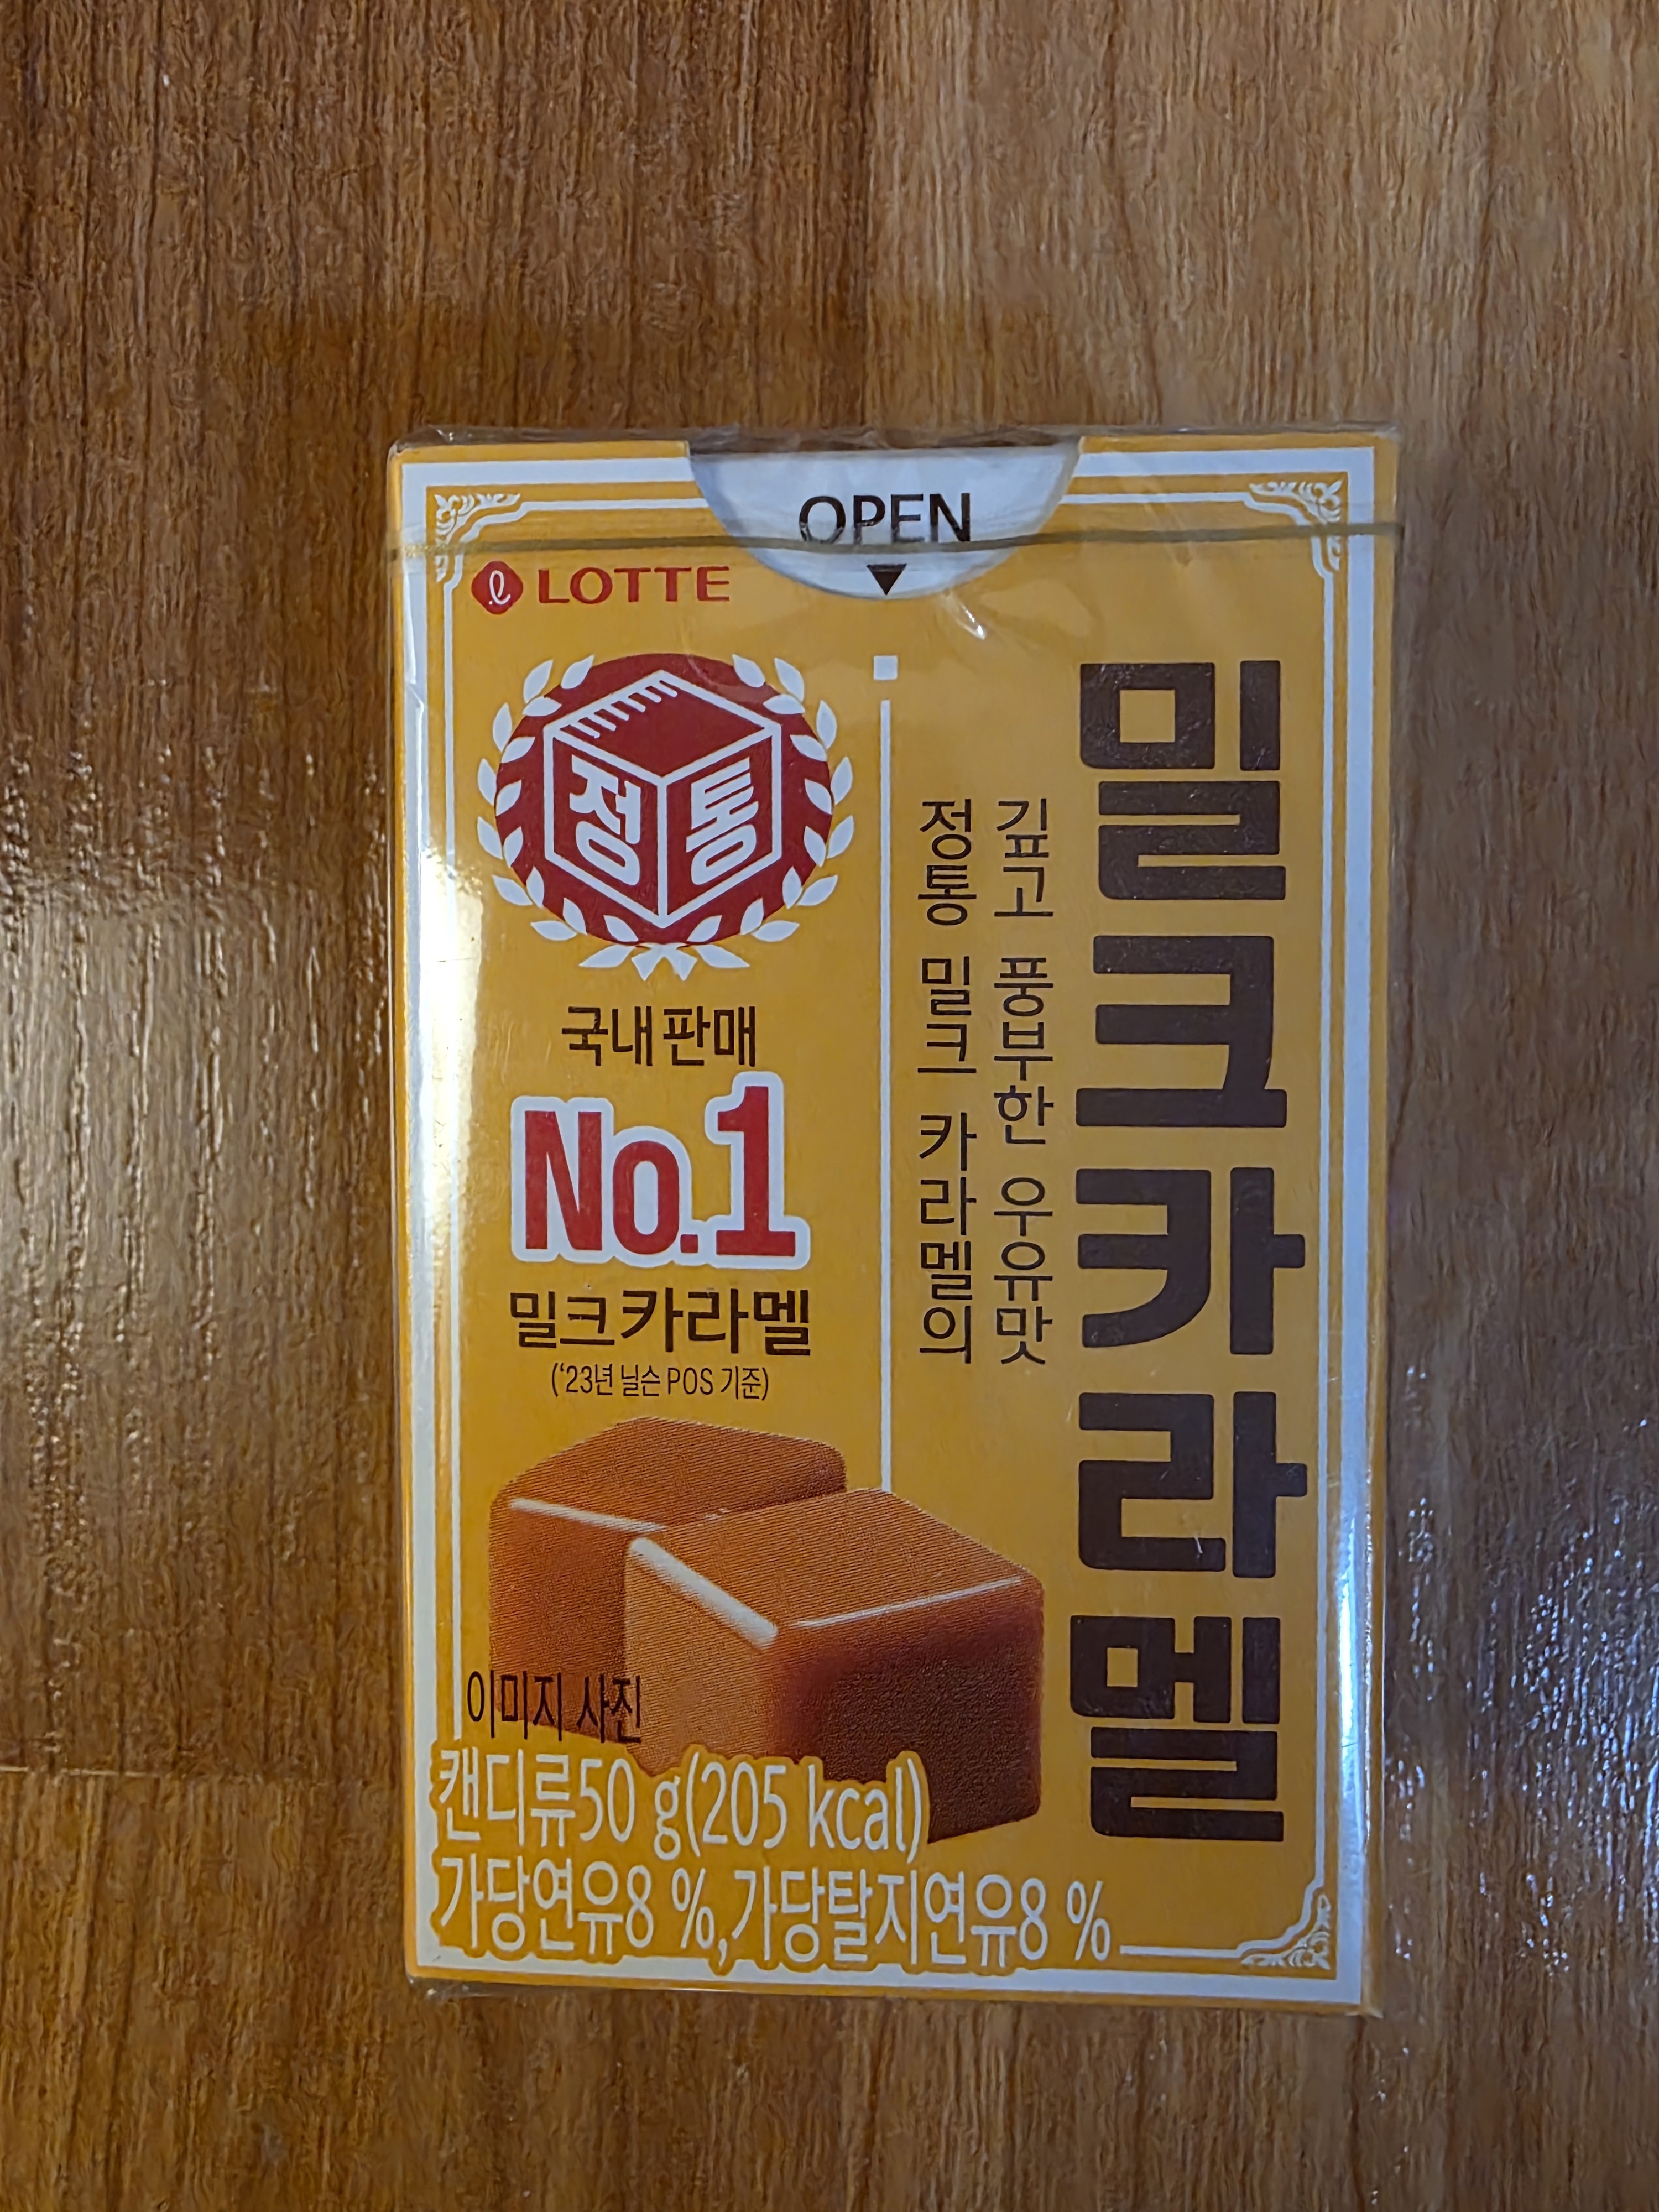 OPEN
LOTTE
정통
국내판매
No.1
밀크카라멜
('23년 닐슨 POS 기준)
정통 밀크 카라멜의
깊고 풍부한 우유맛
밀크카라멜
이미지 사진
캔디류50 g(205 kcal)
가당연유8 %,가당탈지연유8 %